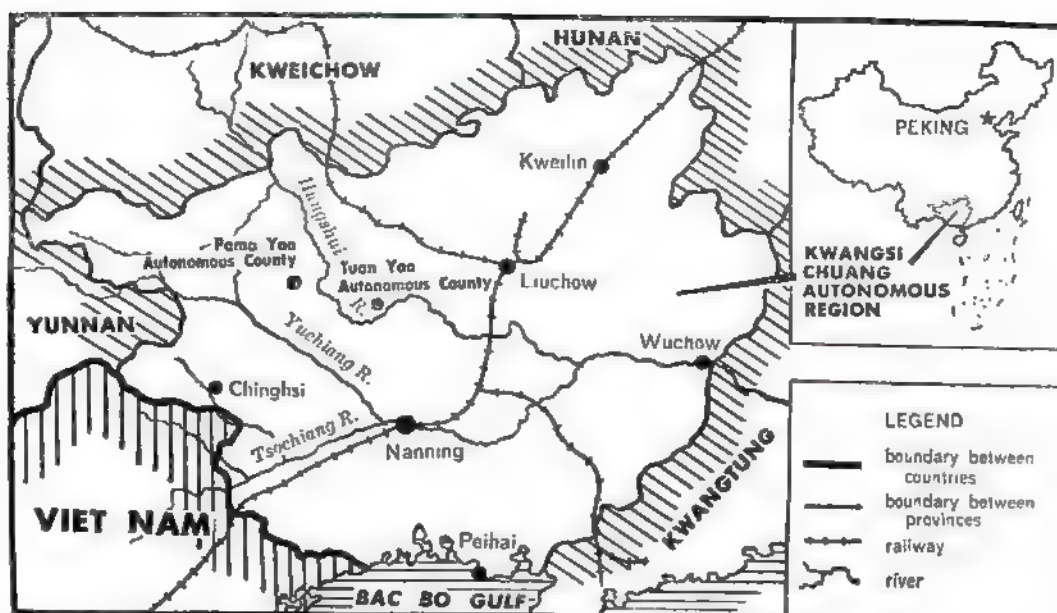 HUNAN
KWEICHOW
PEKING
Kweilin
Hungshui
R.
Pama Yao
Autonomous County
Tuan Yao
Autonomous County
Liuchow
KWANGSI
CHUANG
AUTONOMOUS
REGION
YUNNAN
Yuchiang R.
Wuchow
Chinghsi
Tsochiang R.
Nanning
KWANGTUNG
VIET NAM
Peihai
BAC BO GULF
LEGEND
boundary between
countries
boundary between
provinces
railway
river